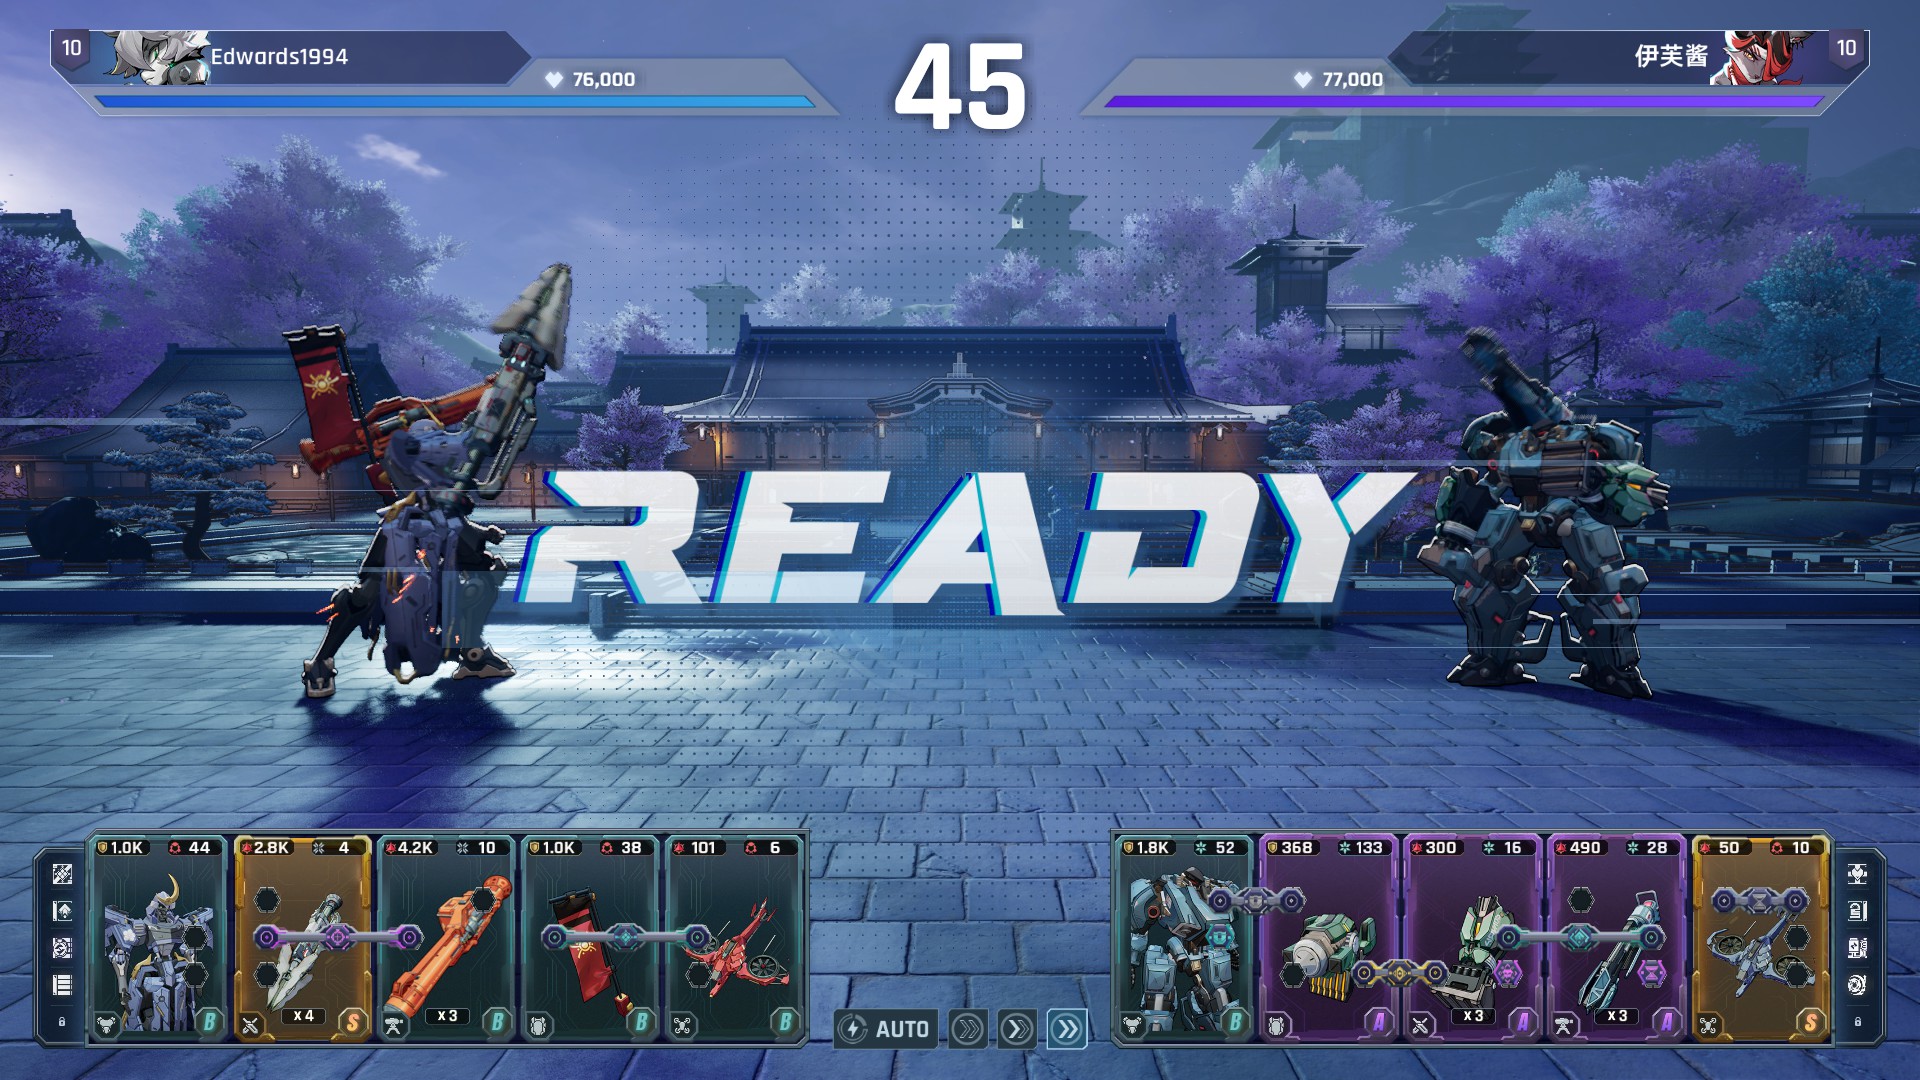 10
Edwards1994
76,000
45
77,000
伊芙酱
10
READY
1.0K 44
2.8K 4
4.2K 10
1.0K 38
101 6
1.8K 52
368 133
300 16
490 28
50 10
B
x4 S
x3 B
B
B
AUTO
B
A
x3 A
x3 A
S